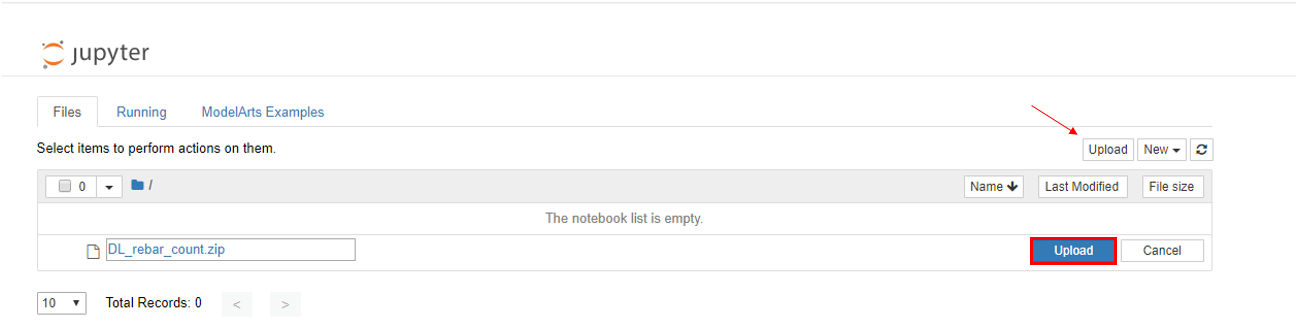 jupyter
Files Running ModelArts Examples
Select items to perform actions on them. Upload New
0 / Name Last Modified File size
The notebook list is empty.
DL_rebar_count.zip Upload Cancel
10 Total Records: 0 < >